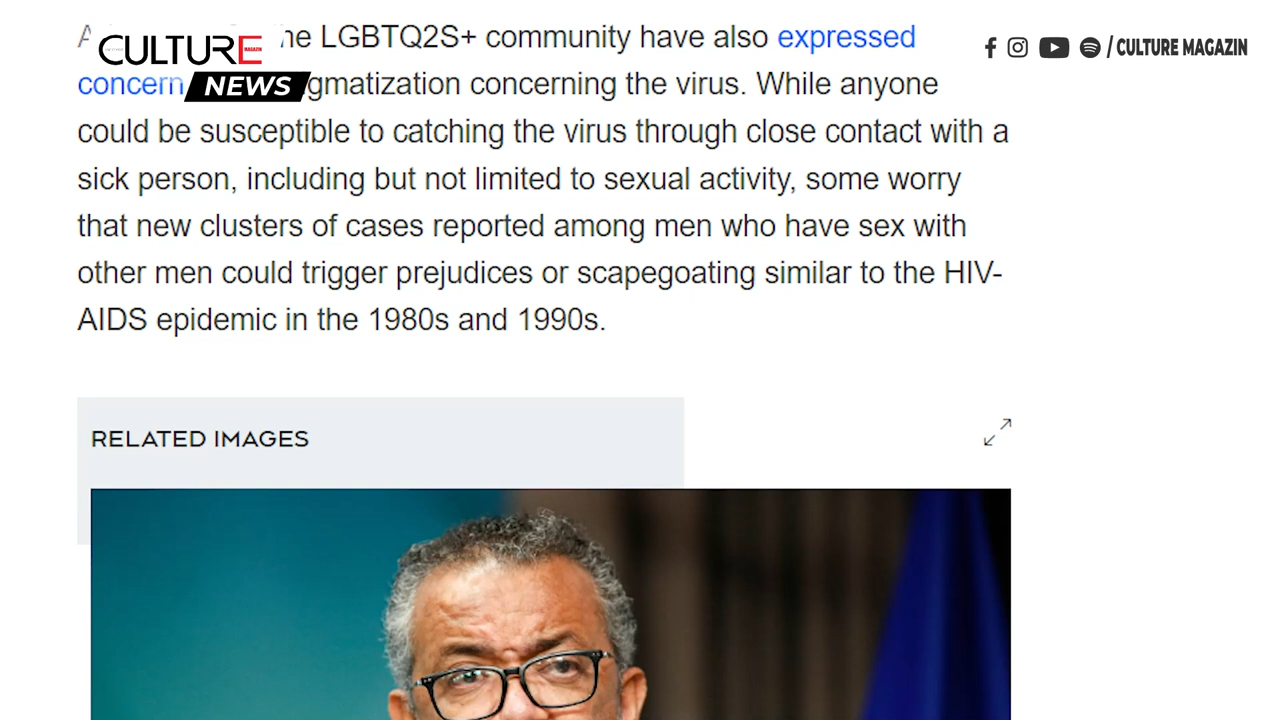 he LGBTQ2S+ community have also expressed
concern gmatization concerning the virus. While anyone
could be susceptible to catching the virus through close contact with a
sick person, including but not limited to sexual activity, some worry
that new clusters of cases reported among men who have sex with
other men could trigger prejudices or scapegoating similar to the HIV-
AIDS epidemic in the 1980s and 1990s.
CULTURE
MAGAZIN
NEWS
/ CULTURE MAGAZIN
RELATED IMAGES